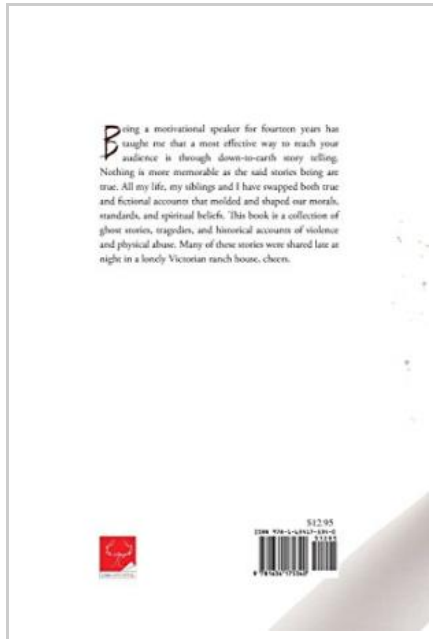 Being a motivational speaker for fourteen years has
taught me that a most effective way to reach your
audience is through down-to-earth story telling.
Nothing is more memorable as the said stories being are
true. All my life, my siblings and I have swapped both true
and fictional accounts that molded and shaped our morals,
standards, and spiritual beliefs. This book is a collection of
ghost stories, tragedies, and historical accounts of violence
and physical abuse. Many of these stories were shared late at
night in a lonely Victorian ranch house. cheers.
$12.95
ISBN
51295